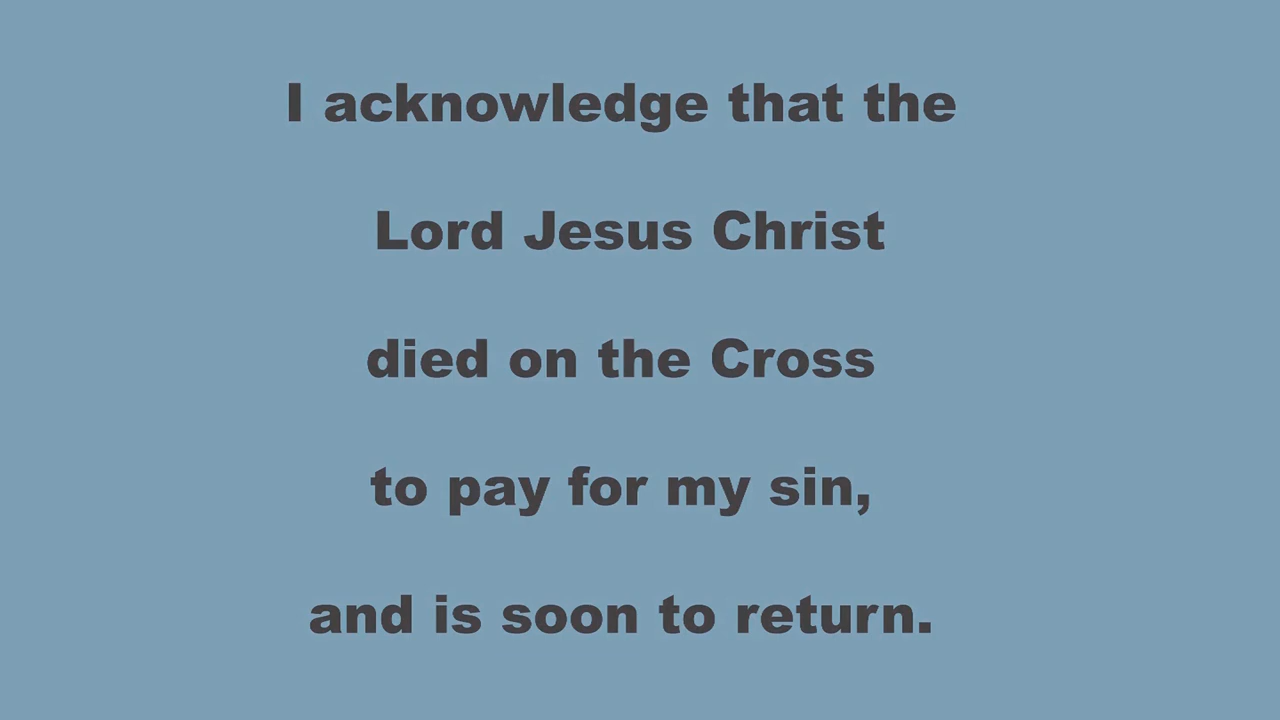 I acknowledge that the
Lord Jesus Christ
died on the Cross
to pay for my sin,
and is soon to return.